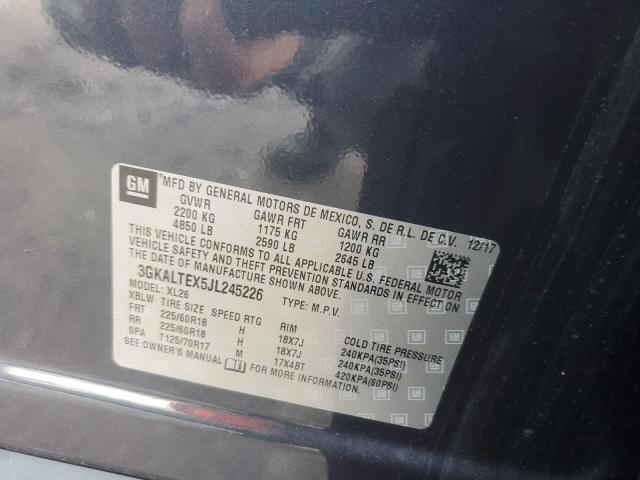 GM
MFD BY GENERAL MOTORS DE MEXICO, S. DE R.L. DE C.V. 12/17
GVWR GAWR FRT GAWR RR
2200 KG 1175 KG 1200 KG
4850 LB 2590 LB 2645 LB
THIS VEHICLE CONFORMS TO ALL APPLICABLE U.S. FEDERAL MOTOR
VEHICLE SAFETY AND THEFT PREVENTION STANDARDS IN EFFECT ON
THE DATE OF MANUFACTURE SHOWN ABOVE.
3GKALTEX5JL245226 TYPE: M.P.V.
MODEL: XL26
XBLW TIRE SIZE SPEED RTG RIM COLD TIRE PRESSURE
FRT 225/60R18 H 18X7J 240KPA(35PSI)
RR 225/60R18 H 18X7J 240KPA(35PSI)
SPA T125/70R17 M 17X4BT 420KPA(60PSI)
SEE OWNER'S MANUAL FOR MORE INFORMATION.